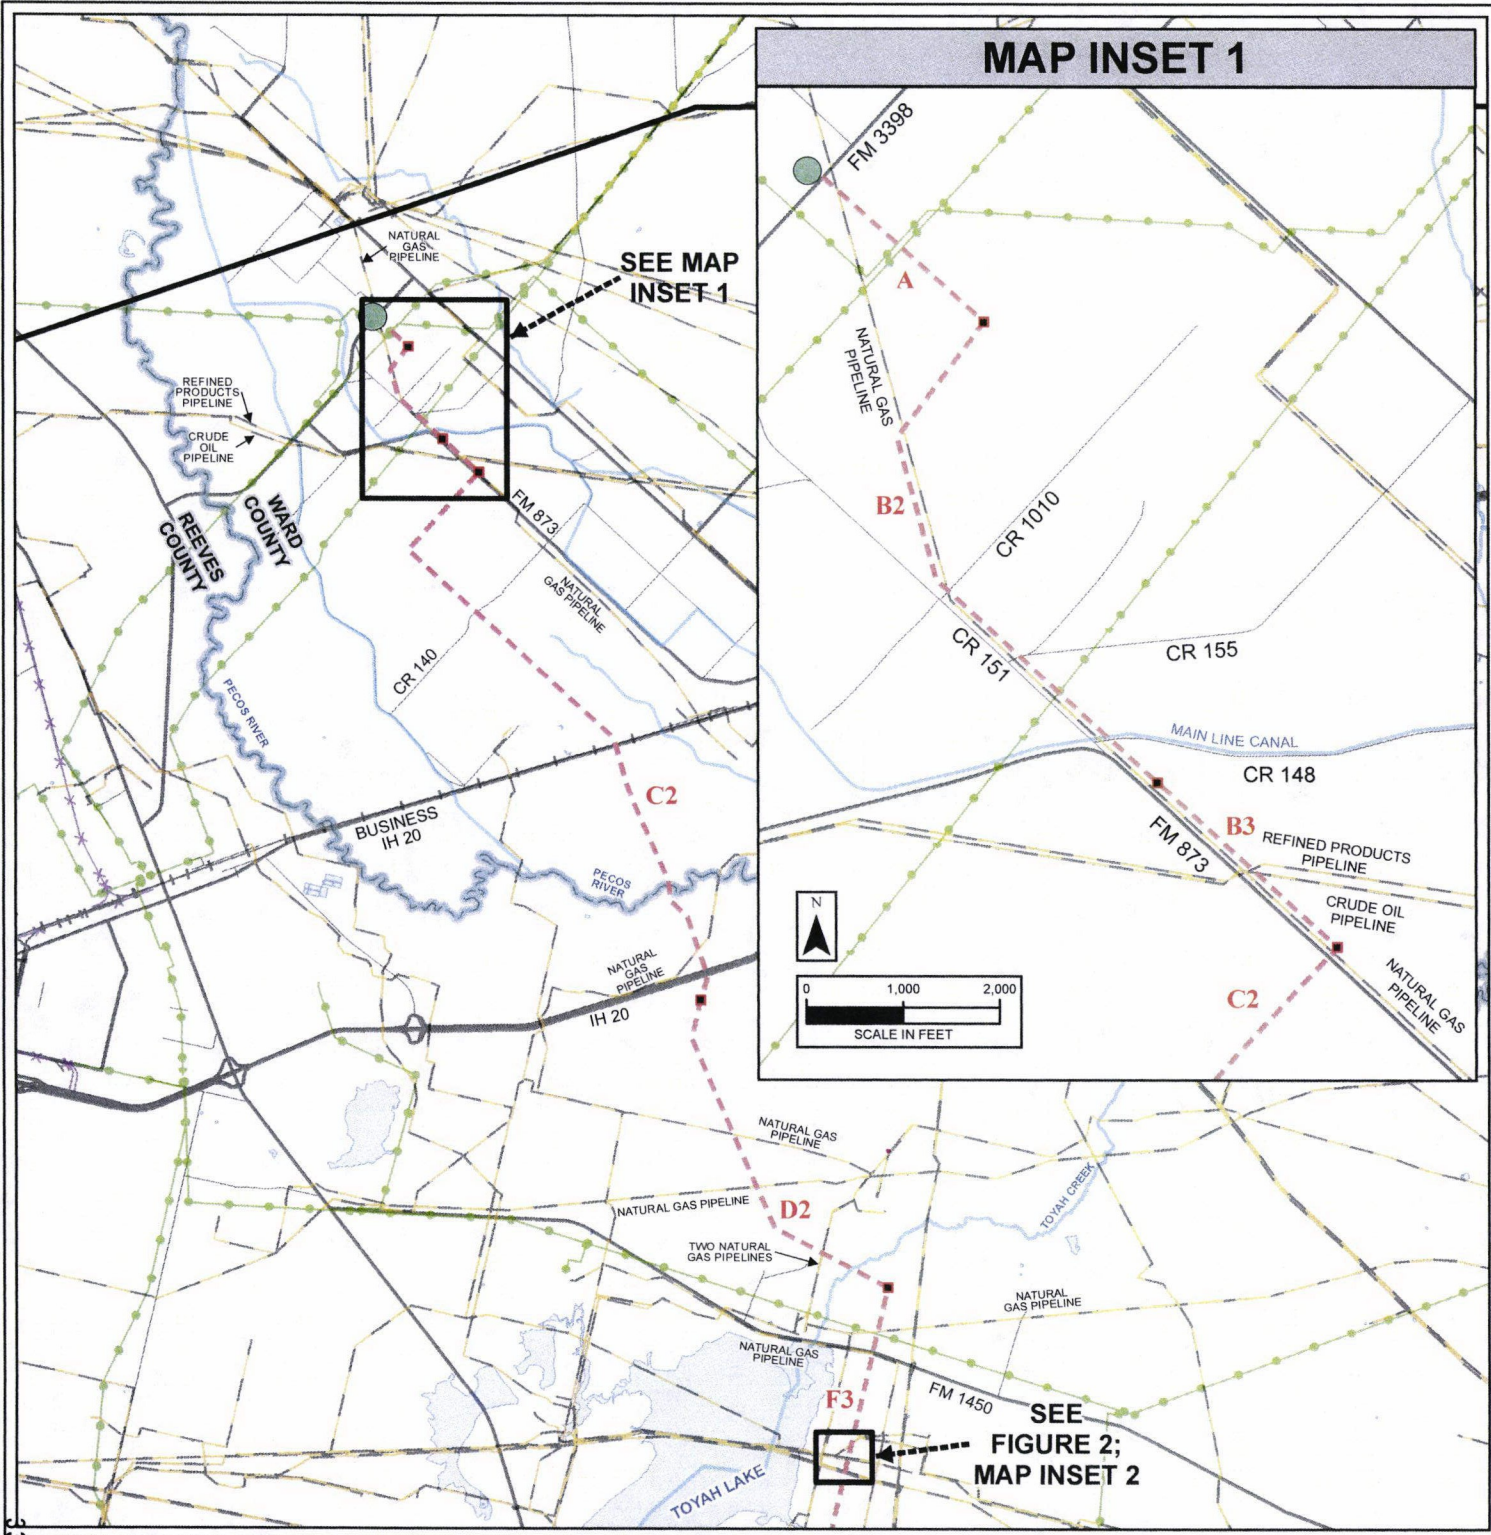 MAP INSET 1
FM 3398
A
NATURAL GAS
PIPELINE
B2
CR 1010
CR 151
CR 155
MAIN LINE CANAL
CR 148
B3
FM 873
REFINED PRODUCTS
PIPELINE
CRUDE OIL
PIPELINE
NATURAL GAS
PIPELINE
C2
N
0 1,000 2,000
SCALE IN FEET
NATURAL
GAS
PIPELINE
SEE MAP
INSET 1
REFINED
PRODUCTS
PIPELINE
CRUDE
OIL
PIPELINE
WARD
COUNTY
REEVES
COUNTY
FM 873
NATURAL
GAS PIPELINE
CR 140
PECOS RIVER
C2
BUSINESS
IH 20
PECOS
RIVER
NATURAL
GAS
PIPELINE
IH 20
NATURAL GAS
PIPELINE
NATURAL GAS PIPELINE
D2
TOYAH CREEK
TWO NATURAL
GAS PIPELINES
NATURAL
GAS PIPELINE
NATURAL GAS
PIPELINE
F3
FM 1450
SEE
FIGURE 2;
MAP INSET 2
TOYAH LAKE